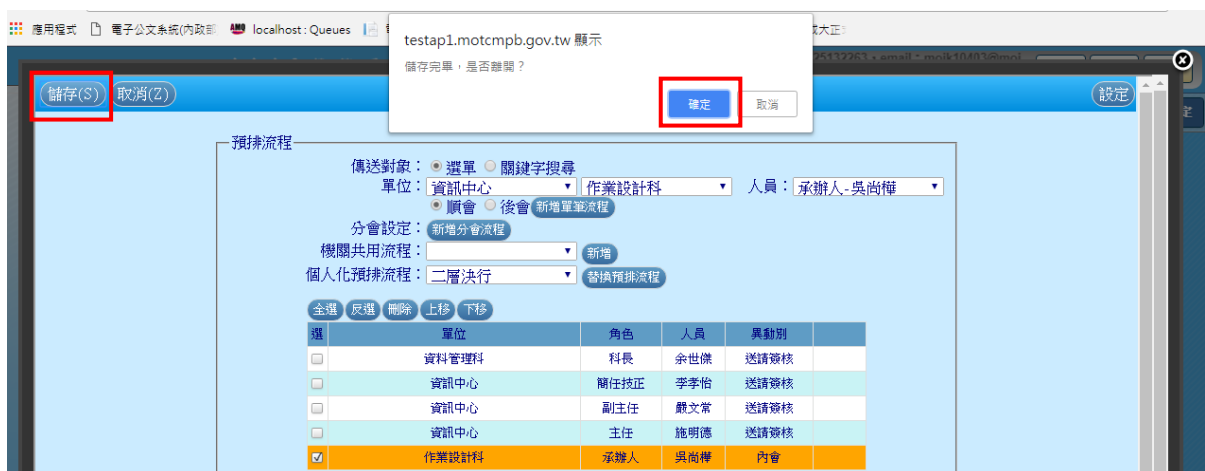 應用程式 電子公文系統(內政部 localhost : Queues
testap1.motcmpb.gov.tw 顯示
儲存完畢，是否離開？
確定 取消
儲存(S) 取消(Z) 設定
預排流程
傳送對象： 選單 關鍵字搜尋
單位： 資訊中心 作業設計科 人員： 承辦人-吳尚樺
順會 後會 新增單筆流程
分會設定： 新增分會流程
機關共用流程： 新增
個人化預排流程： 二層決行 替換預排流程
全選 反選 刪除 上移 下移
選 單位 角色 人員 異動別
資料管理科 科長 余世傑 送請簽核
資訊中心 簡任技正 李孝怡 送請簽核
資訊中心 副主任 嚴文常 送請簽核
資訊中心 主任 施明德 送請簽核
作業設計科 承辦人 吳尚樺 內會